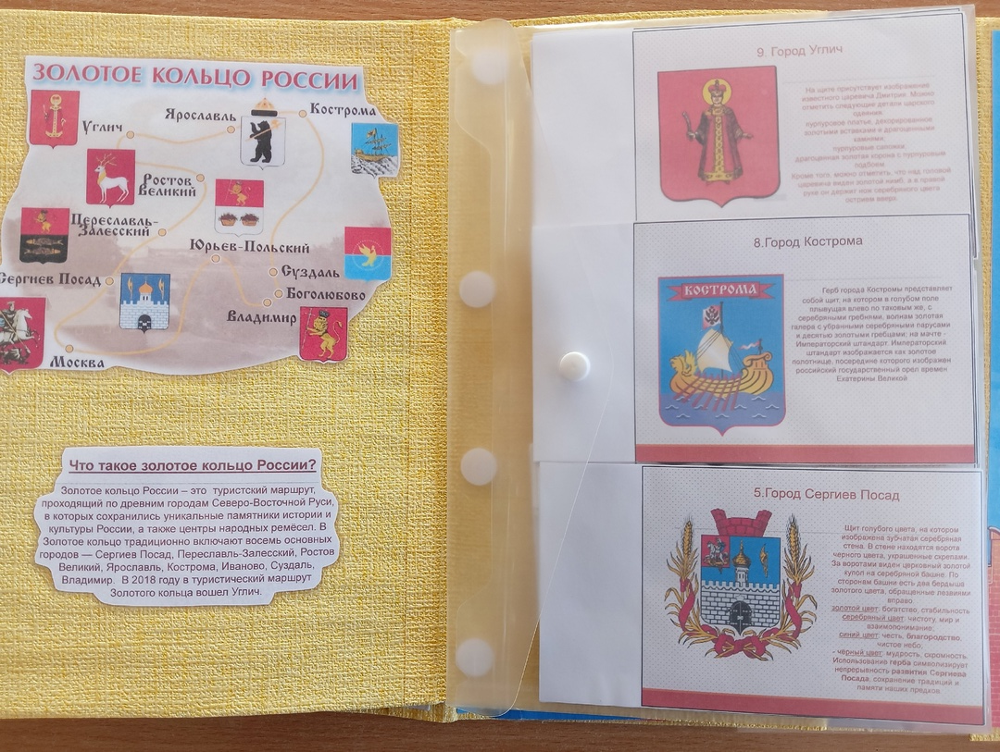 ЗОЛОТОЕ КОЛЬЦО РОССИИ
Углич
Ярославль
Кострома
Ростов
Великий
Переславль-
Залесский
Юрьев-Польский
Сергиев Посад
Суздаль
Боголюбово
Владимир
Москва
Что такое золотое кольцо России?
Золотое кольцо России – это туристский маршрут,
проходящий по древним городам Северо-Восточной Руси,
в которых сохранились уникальные памятники истории и
культуры России, а также центры народных ремёсел. В
Золотое кольцо традиционно включают восемь основных
городов — Сергиев Посад, Переславль-Залесский, Ростов
Великий, Ярославль, Кострома, Иваново, Суздаль,
Владимир. В 2018 году в туристический маршрут
Золотого кольца вошел Углич.
9. Город Углич
На щите присутствует изображение
известного царевича Дмитрия. Можно
отметить следующие детали царского
одеяния:
пурпуровое платье, декорированное
золотыми вставками и драгоценными
камнями,
пурпуровые сапожки,
драгоценная золотая корона с пурпуровым
подбоем.
Кроме того, можно отметить, что над головой
царевича виден золотой нимб, а в правой
руке он держит нож серебряного цвета
острием вверх.
8.Город Кострома
КОСТРОМА
Герб города Костромы представляет
собой щит, на котором в голубом поле
плывущая влево по таковым же, с
серебряными гребнями, волнам золотая
галера с убранными серебряными парусами
и десятью золотыми гребцами; на мачте -
Императорский штандарт. Императорский
штандарт изображается как золотое
полотнище, посередине которого изображен
российский государственный орел времен
Екатерины Великой
5.Город Сергиев Посад
Щит голубого цвета, на котором
изображена зубчатая серебряная
стена. В стене находятся ворота
черного цвета, украшенные скрепами.
За воротами виден церковный золотой
купол на серебряной башне. По
сторонам башни есть два бердыша
золотого цвета, обращенные лезвиями
вправо
золотой цвет: богатство, стабильность
серебряный цвет: чистоту, мир и
взаимопонимание;
синий цвет: честь, благородство,
чистое небо;
- чёрный цвет: мудрость, скромность.
Использование герба символизирует
непрерывность развития Сергиева
Посада, сохранение традиций и
памяти наших предков.